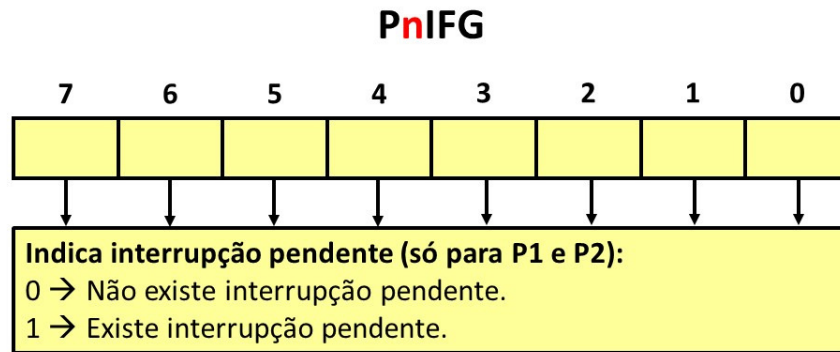 PnIFG
7 6 5 4 3 2 1 0
Indica interrupção pendente (só para P1 e P2):
0 → Não existe interrupção pendente.
1 → Existe interrupção pendente.